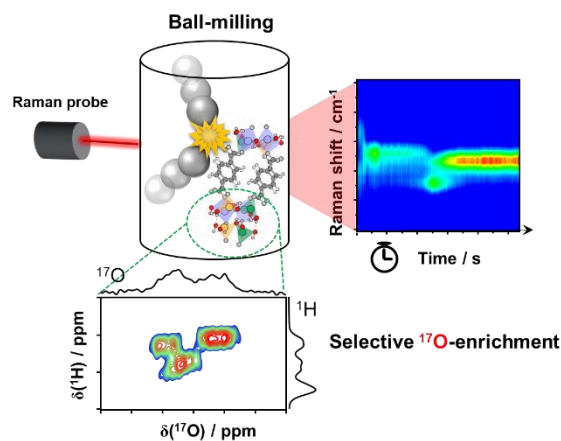 Ball-milling
Raman probe
Raman shift / cm⁻¹
Time / s
¹⁷O
¹H
δ(¹H) / ppm
δ(¹⁷O) / ppm
Selective ¹⁷O-enrichment